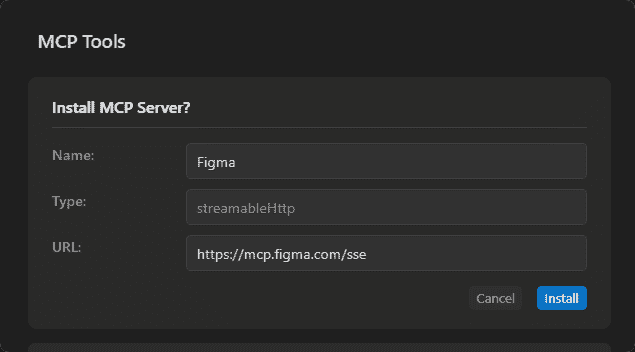 MCP Tools
Install MCP Server?
Name:
Figma
Type:
streamableHttp
URL:
https://mcp.figma.com/sse
Cancel
Install